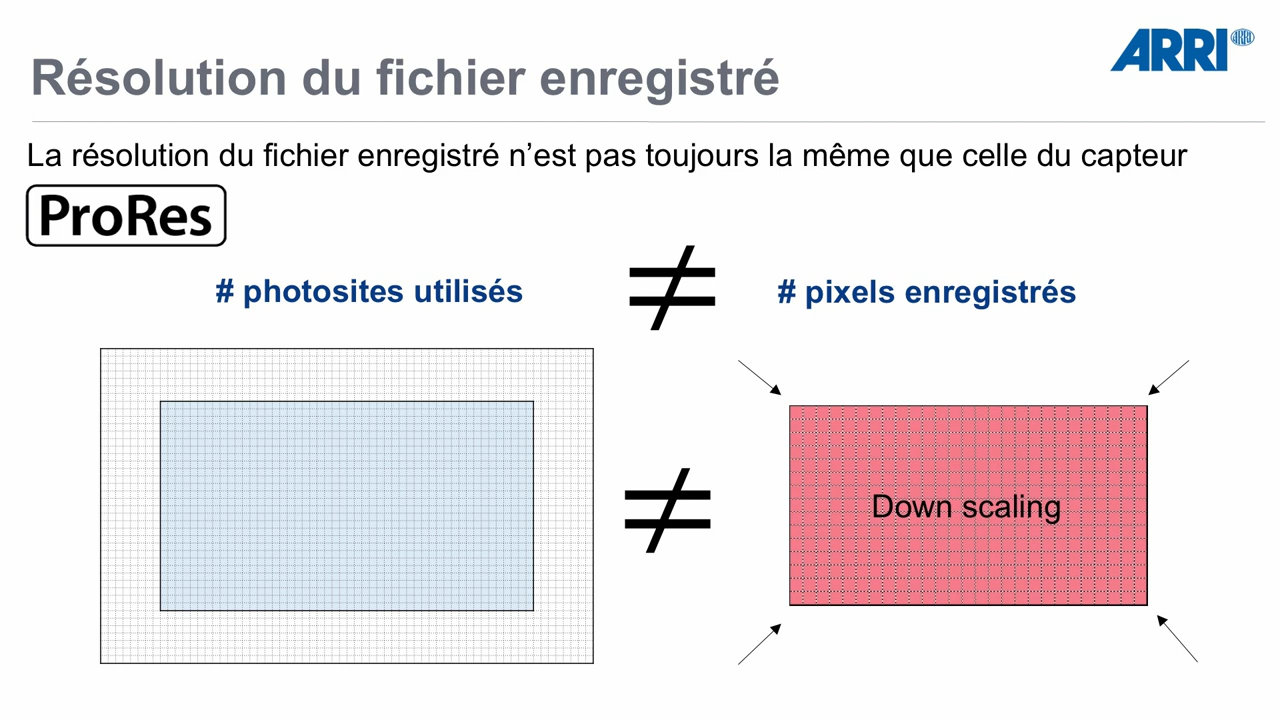 ARRI
Résolution du fichier enregistré
La résolution du fichier enregistré n’est pas toujours la même que celle du capteur
ProRes
# photosites utilisés ≠ # pixels enregistrés
≠
Down scaling